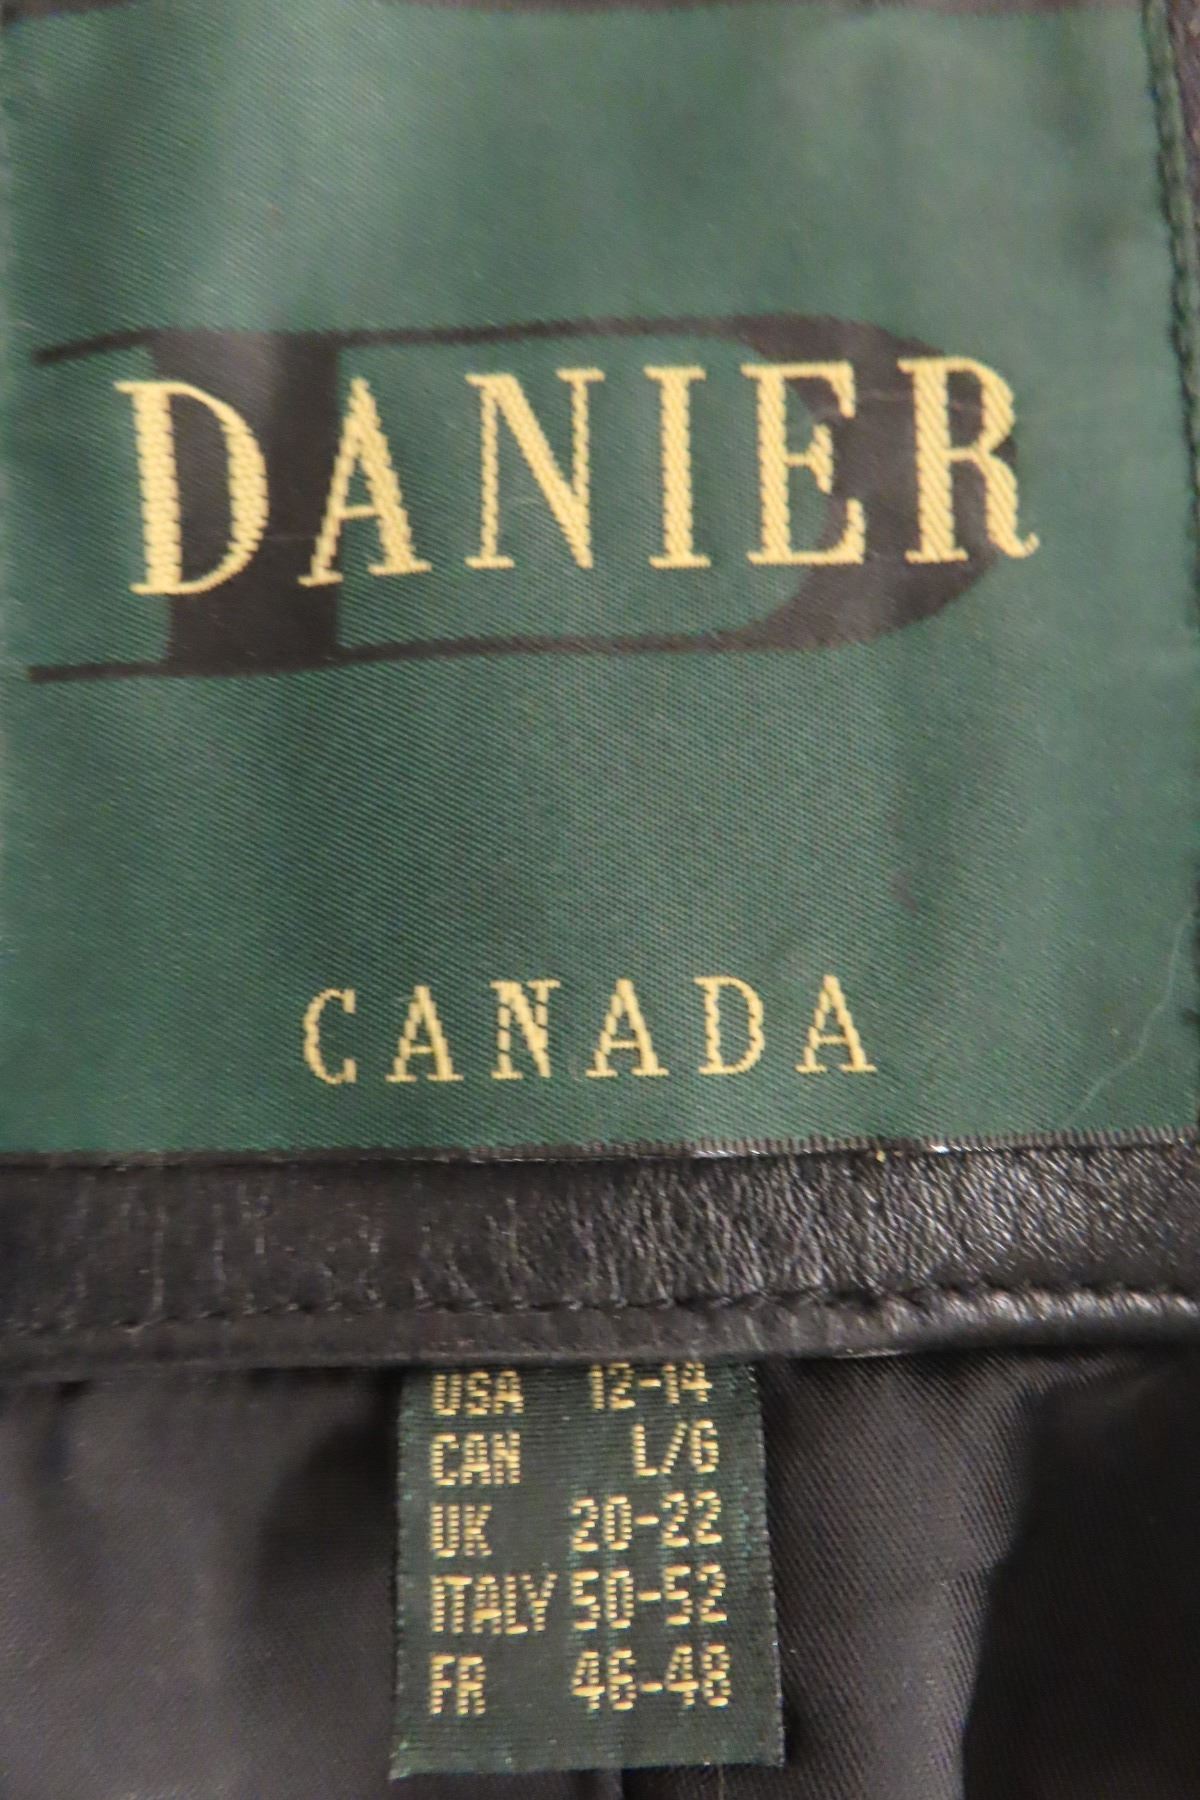 DANIER
CANADA
USA 12-14
CAN L/G
UK 20-22
ITALY 50-52
FR 46-48